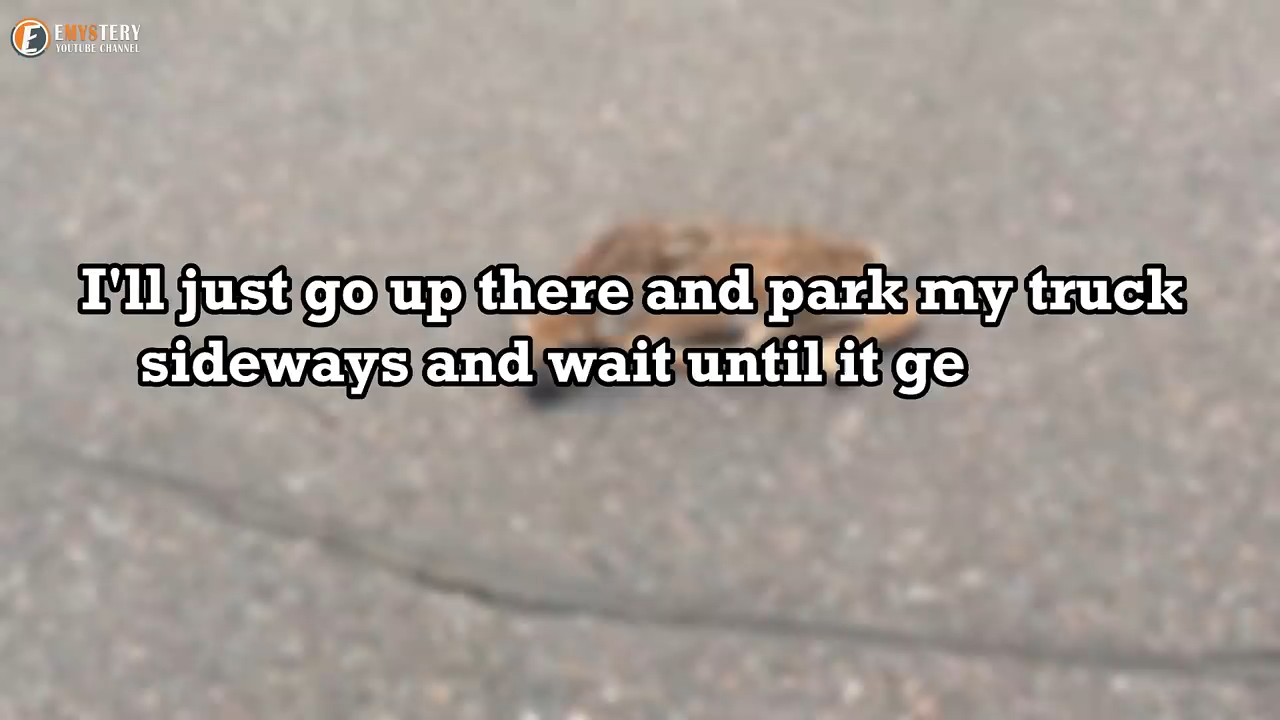 EMYSTERY
YOUTUBE CHANNEL
I'll just go up there and park my truck
sideways and wait until it ge